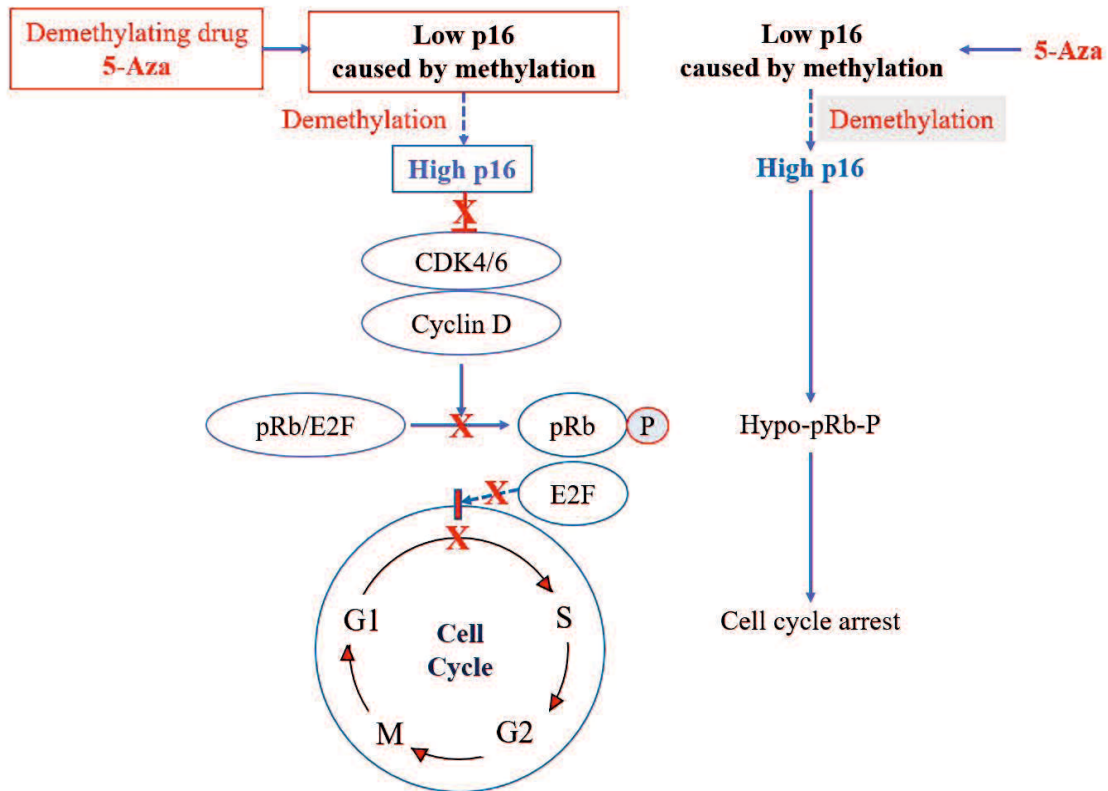 Demethylating drug
5-Aza
Low p16
caused by methylation
Demethylation
High p16
X
CDK4/6
Cyclin D
pRb/E2F
X
pRb
P
E2F
X
X
G1
S
G2
M
Cell
Cycle
Low p16
caused by methylation
5-Aza
Demethylation
High p16
Hypo-pRb-P
Cell cycle arrest